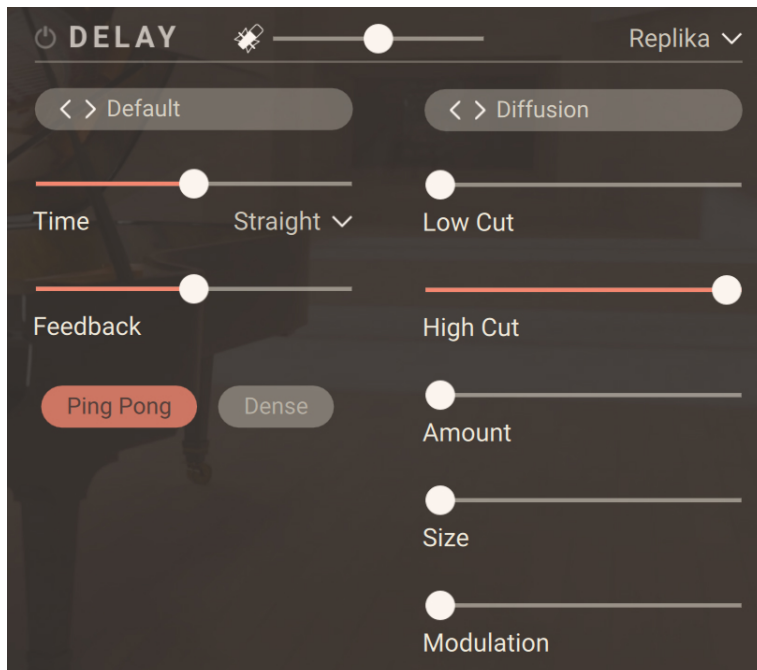 DELAY
Replika
Default
Diffusion
Time
Straight
Low Cut
Feedback
High Cut
Ping Pong
Dense
Amount
Size
Modulation